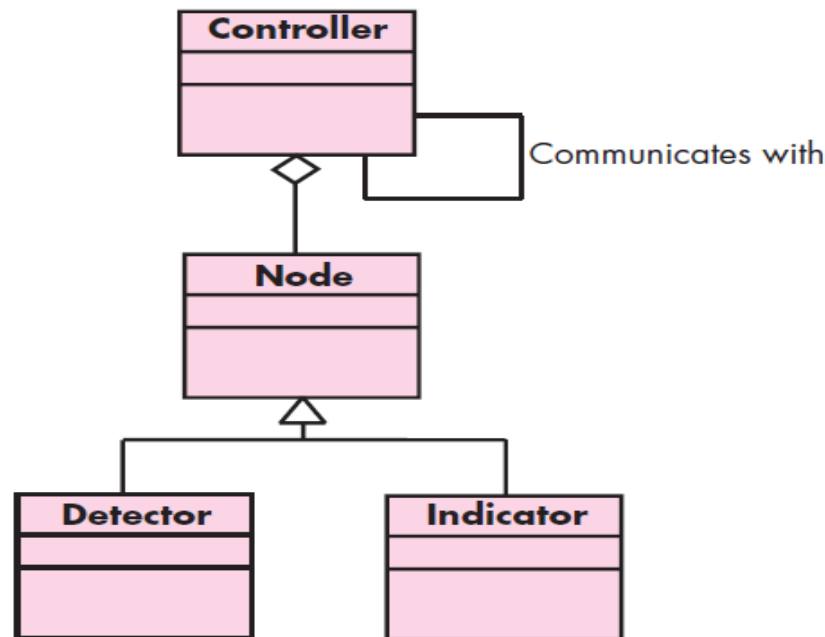 Controller
Communicates with
Node
Detector
Indicator